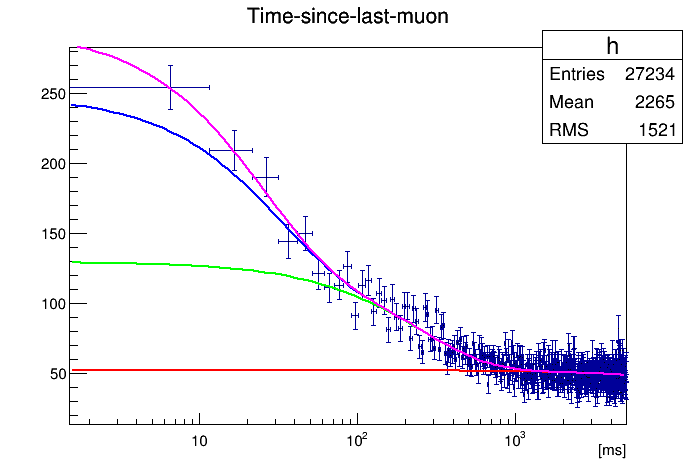 Time-since-last-muon
h
Entries 27234
Mean 2265
RMS 1521
250
200
150
100
50
10 10² 10³
[ms]